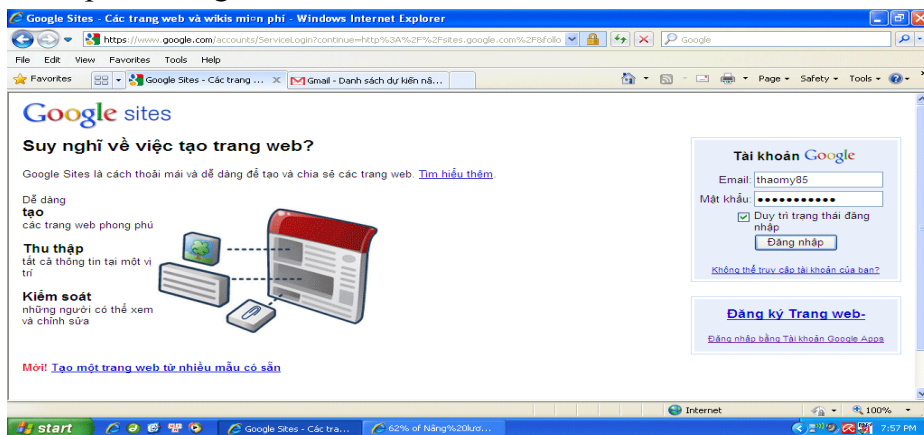 Google Sites - Các trang web và wikis miễn phí - Windows Internet Explorer
https://www.google.com/accounts/ServiceLogin?continue=http%3A%2F%2Fsites.google.com%2F&follo
Google
File Edit View Favorites Tools Help
Favorites Google Sites - Các trang ... Gmail - Danh sách dự kiến nă... Page Safety Tools
Google sites
Suy nghĩ về việc tạo trang web?
Google Sites là cách thoải mái và dễ dàng để tạo và chia sẻ các trang web. Tìm hiểu thêm.
Dễ dàng
tạo
các trang web phong phú
Thu thập
tất cả thông tin tại một vị
trí
Kiểm soát
những người có thể xem
và chỉnh sửa
Mới! Tạo một trang web từ nhiều mẫu có sẵn
Tài khoản Google
Email: thaomy85
Mật khẩu: •••••••••••
Duy trì trạng thái đăng
nhập
Đăng nhập
Không thể truy cập tài khoản của bạn?
Đăng ký Trang web-
Đăng nhập bằng Tài khoản Google Apps
Internet 100%
start Google Sites - Các tra... 62% of Năng%20lượ... 7:57 PM